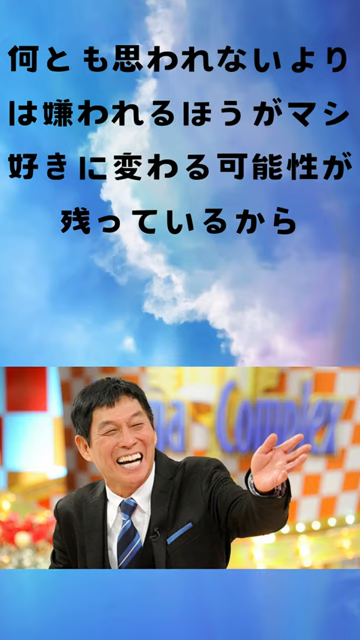 何とも思われないより
は嫌われるほうがマシ
好きに変わる可能性が
残っているから
Complex